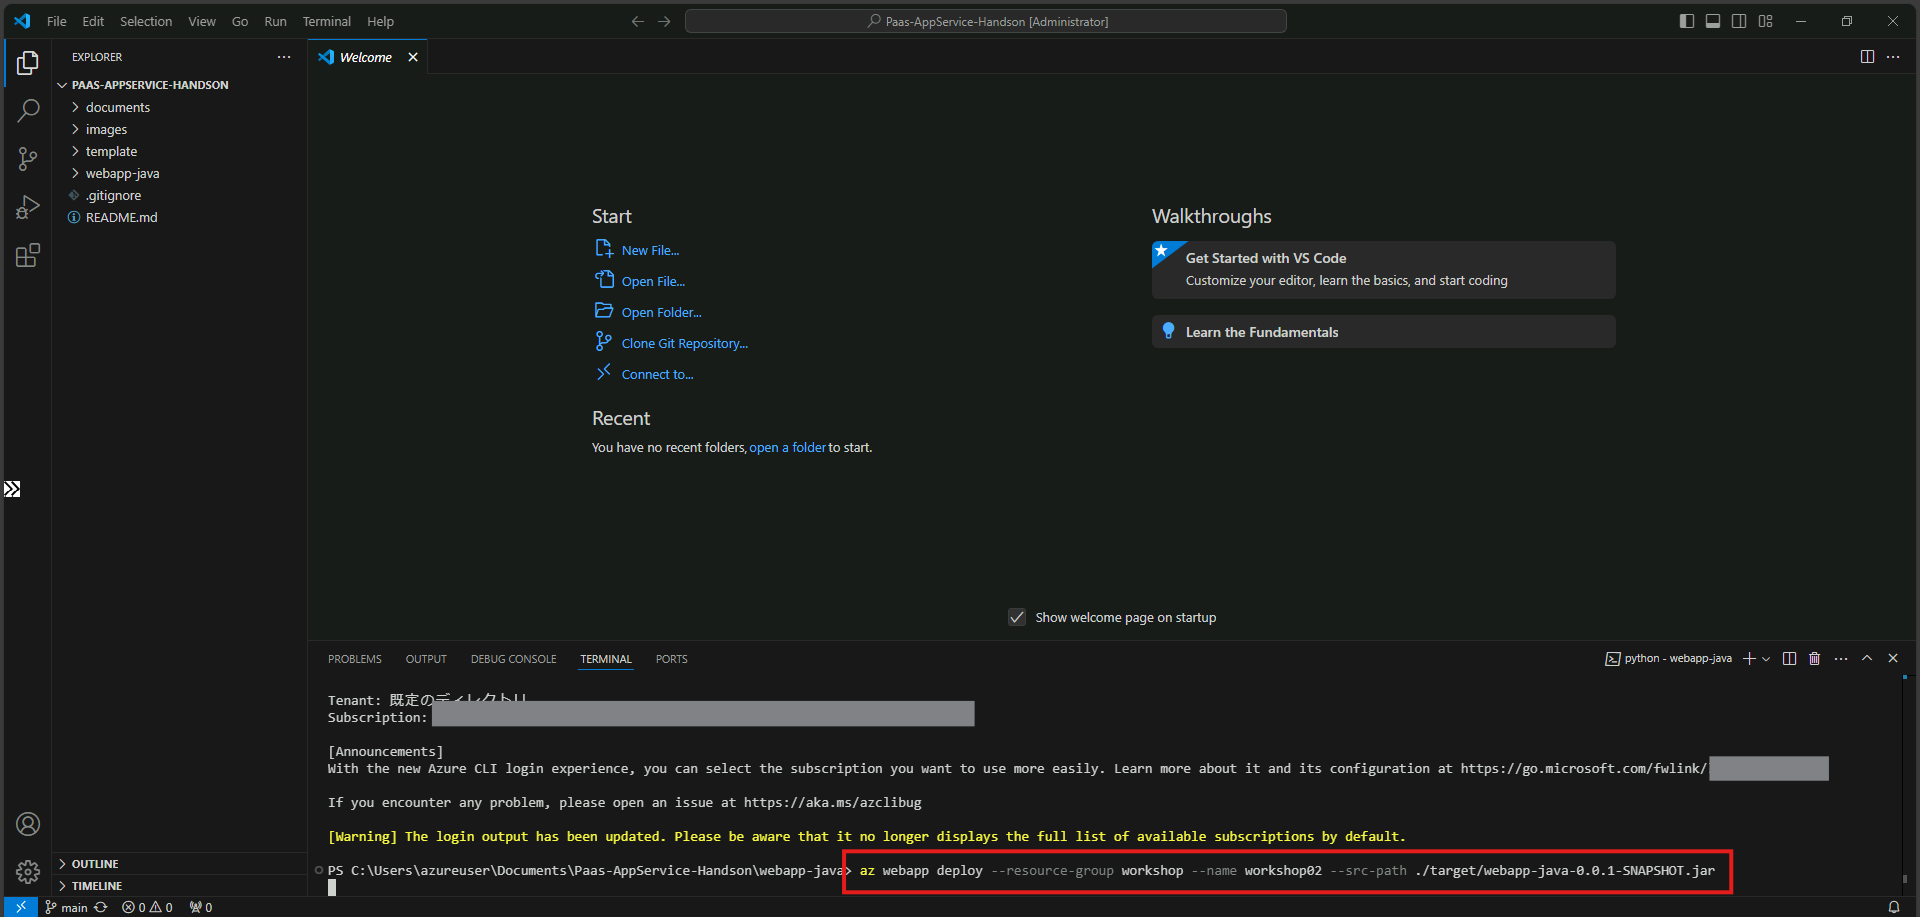 File Edit Selection View Go Run Terminal Help
Paas-AppService-Handson [Administrator]
EXPLORER
PAAS-APPSERVICE-HANDSON
documents
images
template
webapp-java
.gitignore
README.md
OUTLINE
TIMELINE
Welcome
Start
New File...
Open File...
Open Folder...
Clone Git Repository...
Connect to...
Recent
You have no recent folders, open a folder to start.
Walkthroughs
Get Started with VS Code
Customize your editor, learn the basics, and start coding
Learn the Fundamentals
Show welcome page on startup
PROBLEMS OUTPUT DEBUG CONSOLE TERMINAL PORTS
python - webapp-java
Tenant: 既定のディレクトリ
Subscription:
[Announcements]
With the new Azure CLI login experience, you can select the subscription you want to use more easily. Learn more about it and its configuration at https://go.microsoft.com/fwlink/
If you encounter any problem, please open an issue at https://aka.ms/azclibug
[Warning] The login output has been updated. Please be aware that it no longer displays the full list of available subscriptions by default.
PS C:\Users\azureuser\Documents\Paas-AppService-Handson\webapp-java> az webapp deploy --resource-group workshop --name workshop02 --src-path ./target/webapp-java-0.0.1-SNAPSHOT.jar
main 0 0 0